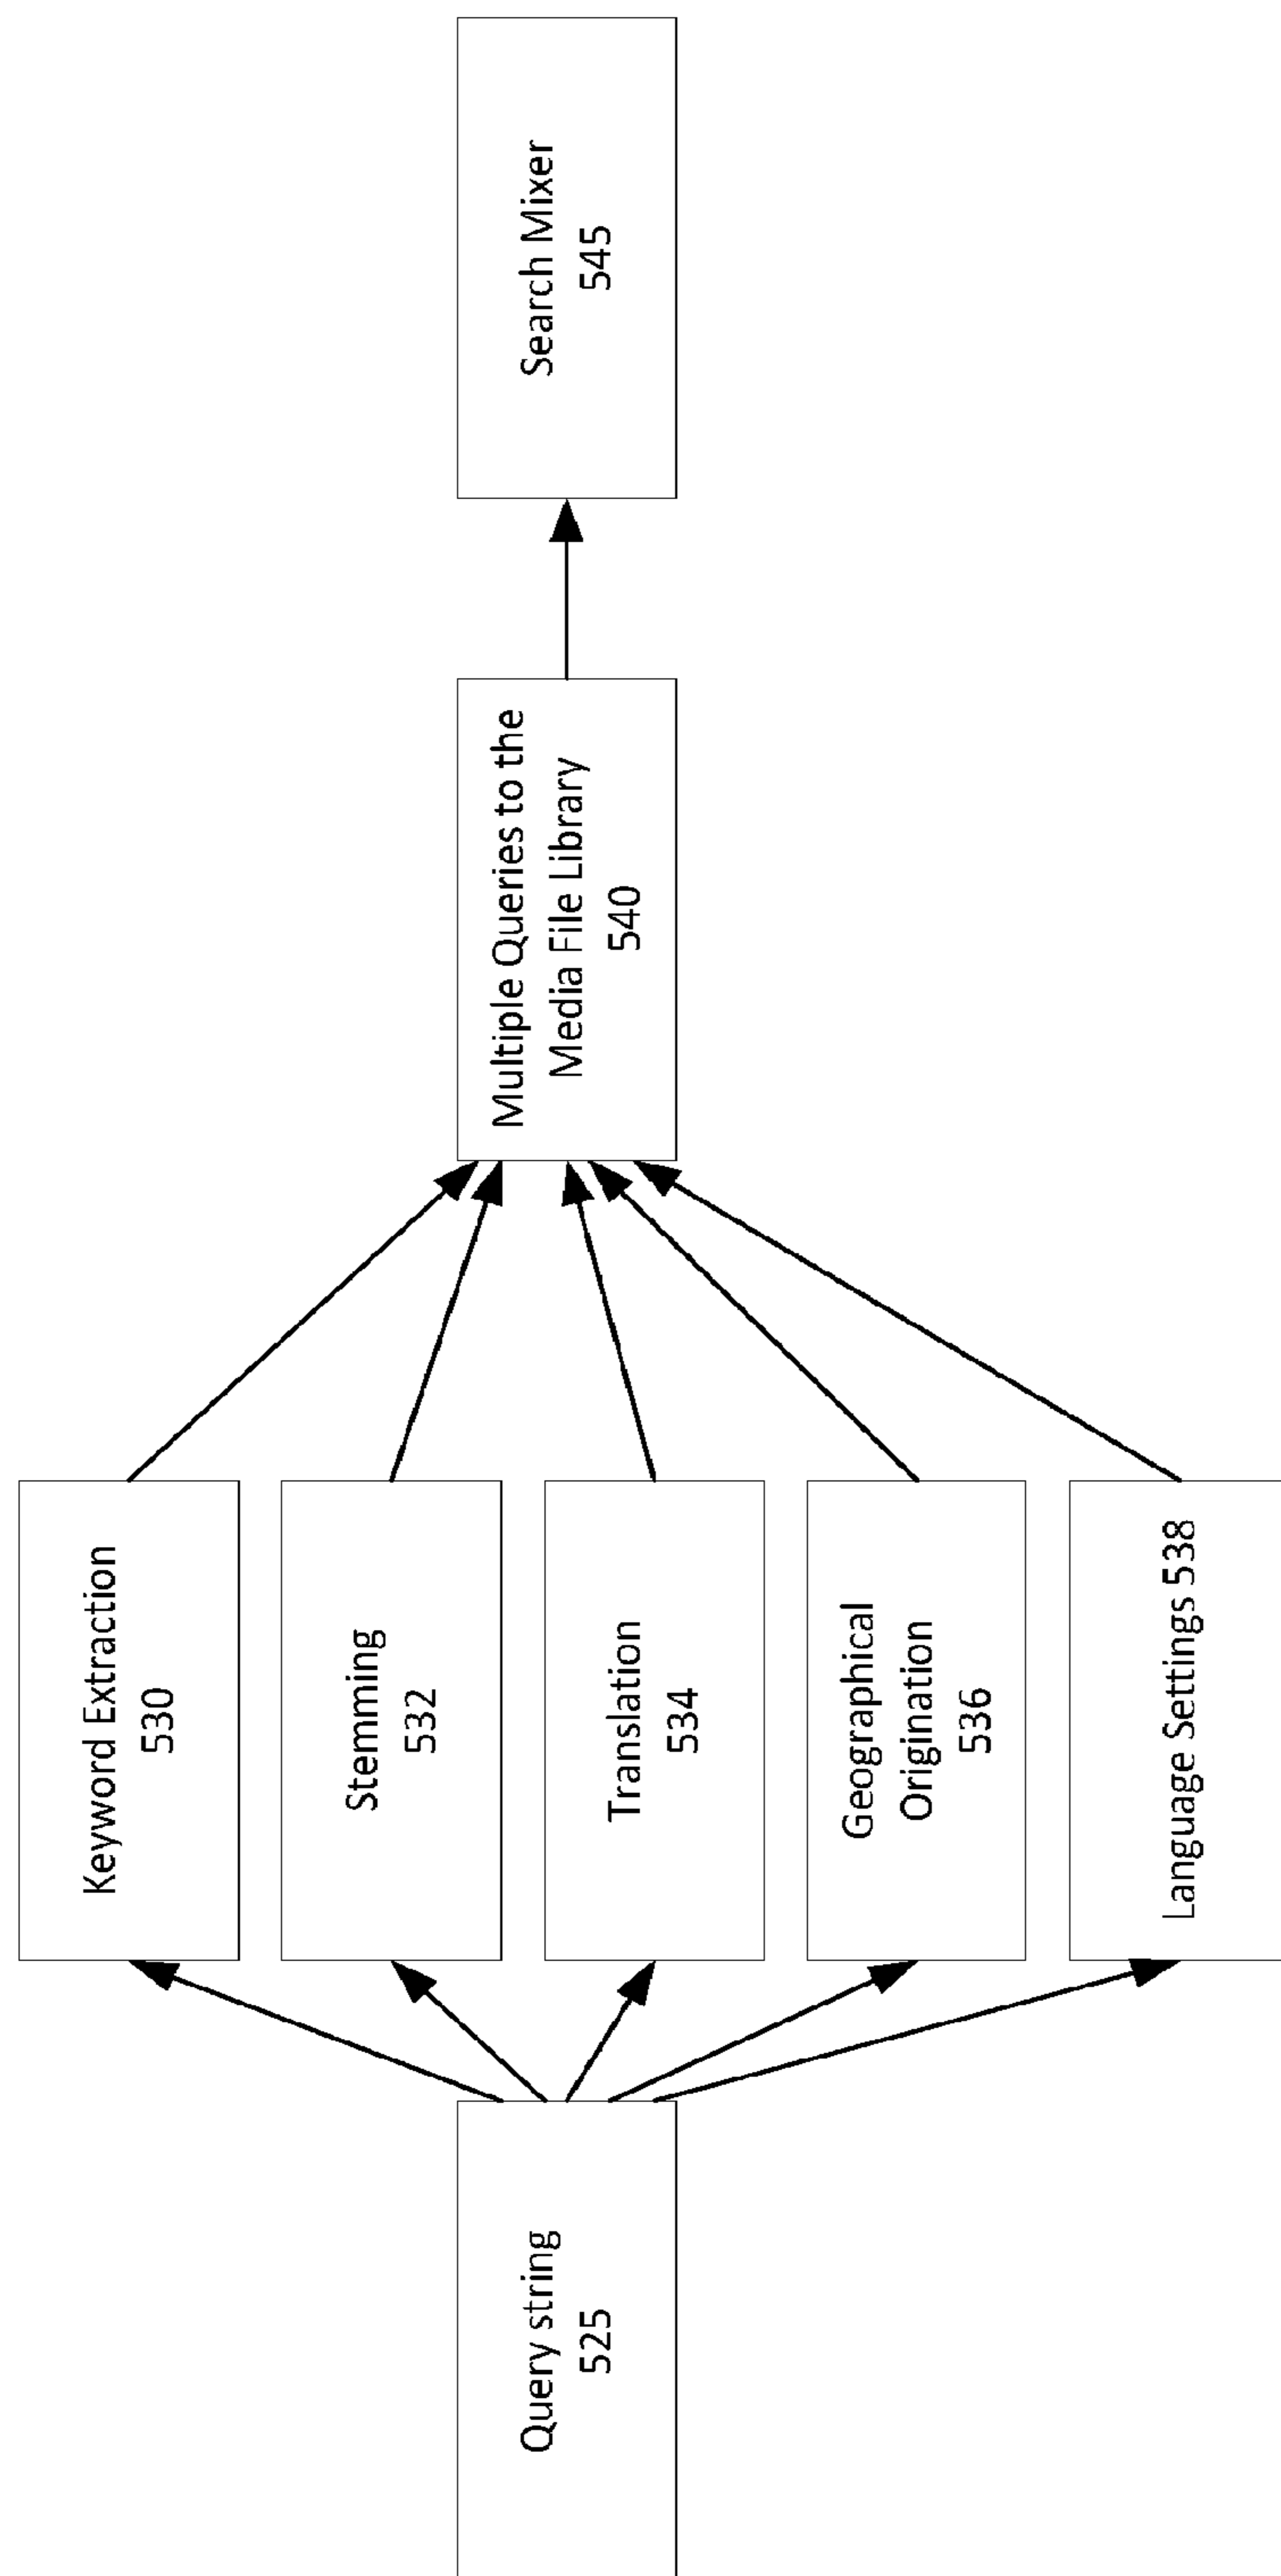 Query string
525
Keyword Extraction
530
Stemming
532
Translation
534
Geographical
Origination
536
Language Settings 538
Multiple Queries to the
Media File Library
540
Search Mixer
545